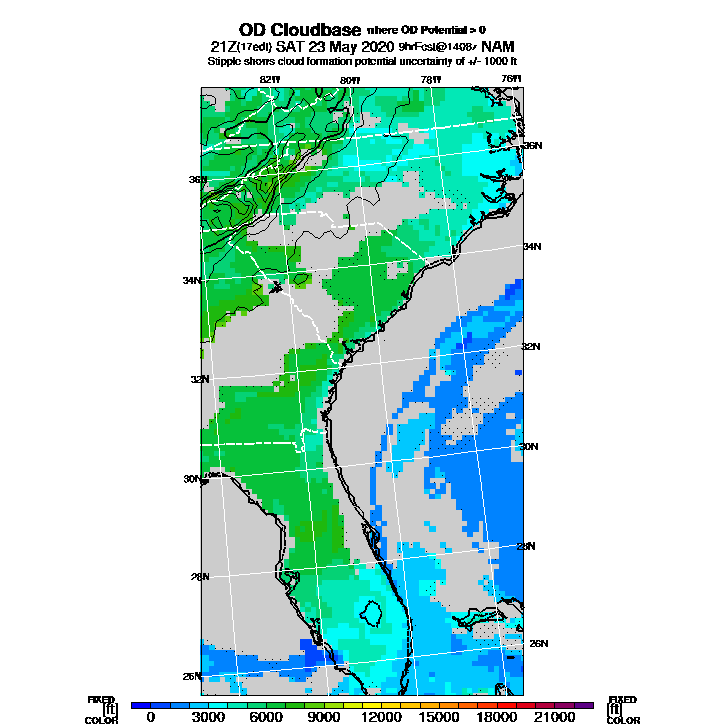 OD Cloudbase where OD Potential > 0
21Z(17edt) SAT 23 May 2020 9hrFcst@1408z NAM
Stipple shows cloud formation potential uncertainty of +/- 1000 ft
82W 80W 78W 76W
36N
36N
34N
34N
32N
32N
30N
30N
28N
28N
26N
26N
FIXED FIXED
[ft] [ft]
COLOR COLOR
0 3000 6000 9000 12000 15000 18000 21000